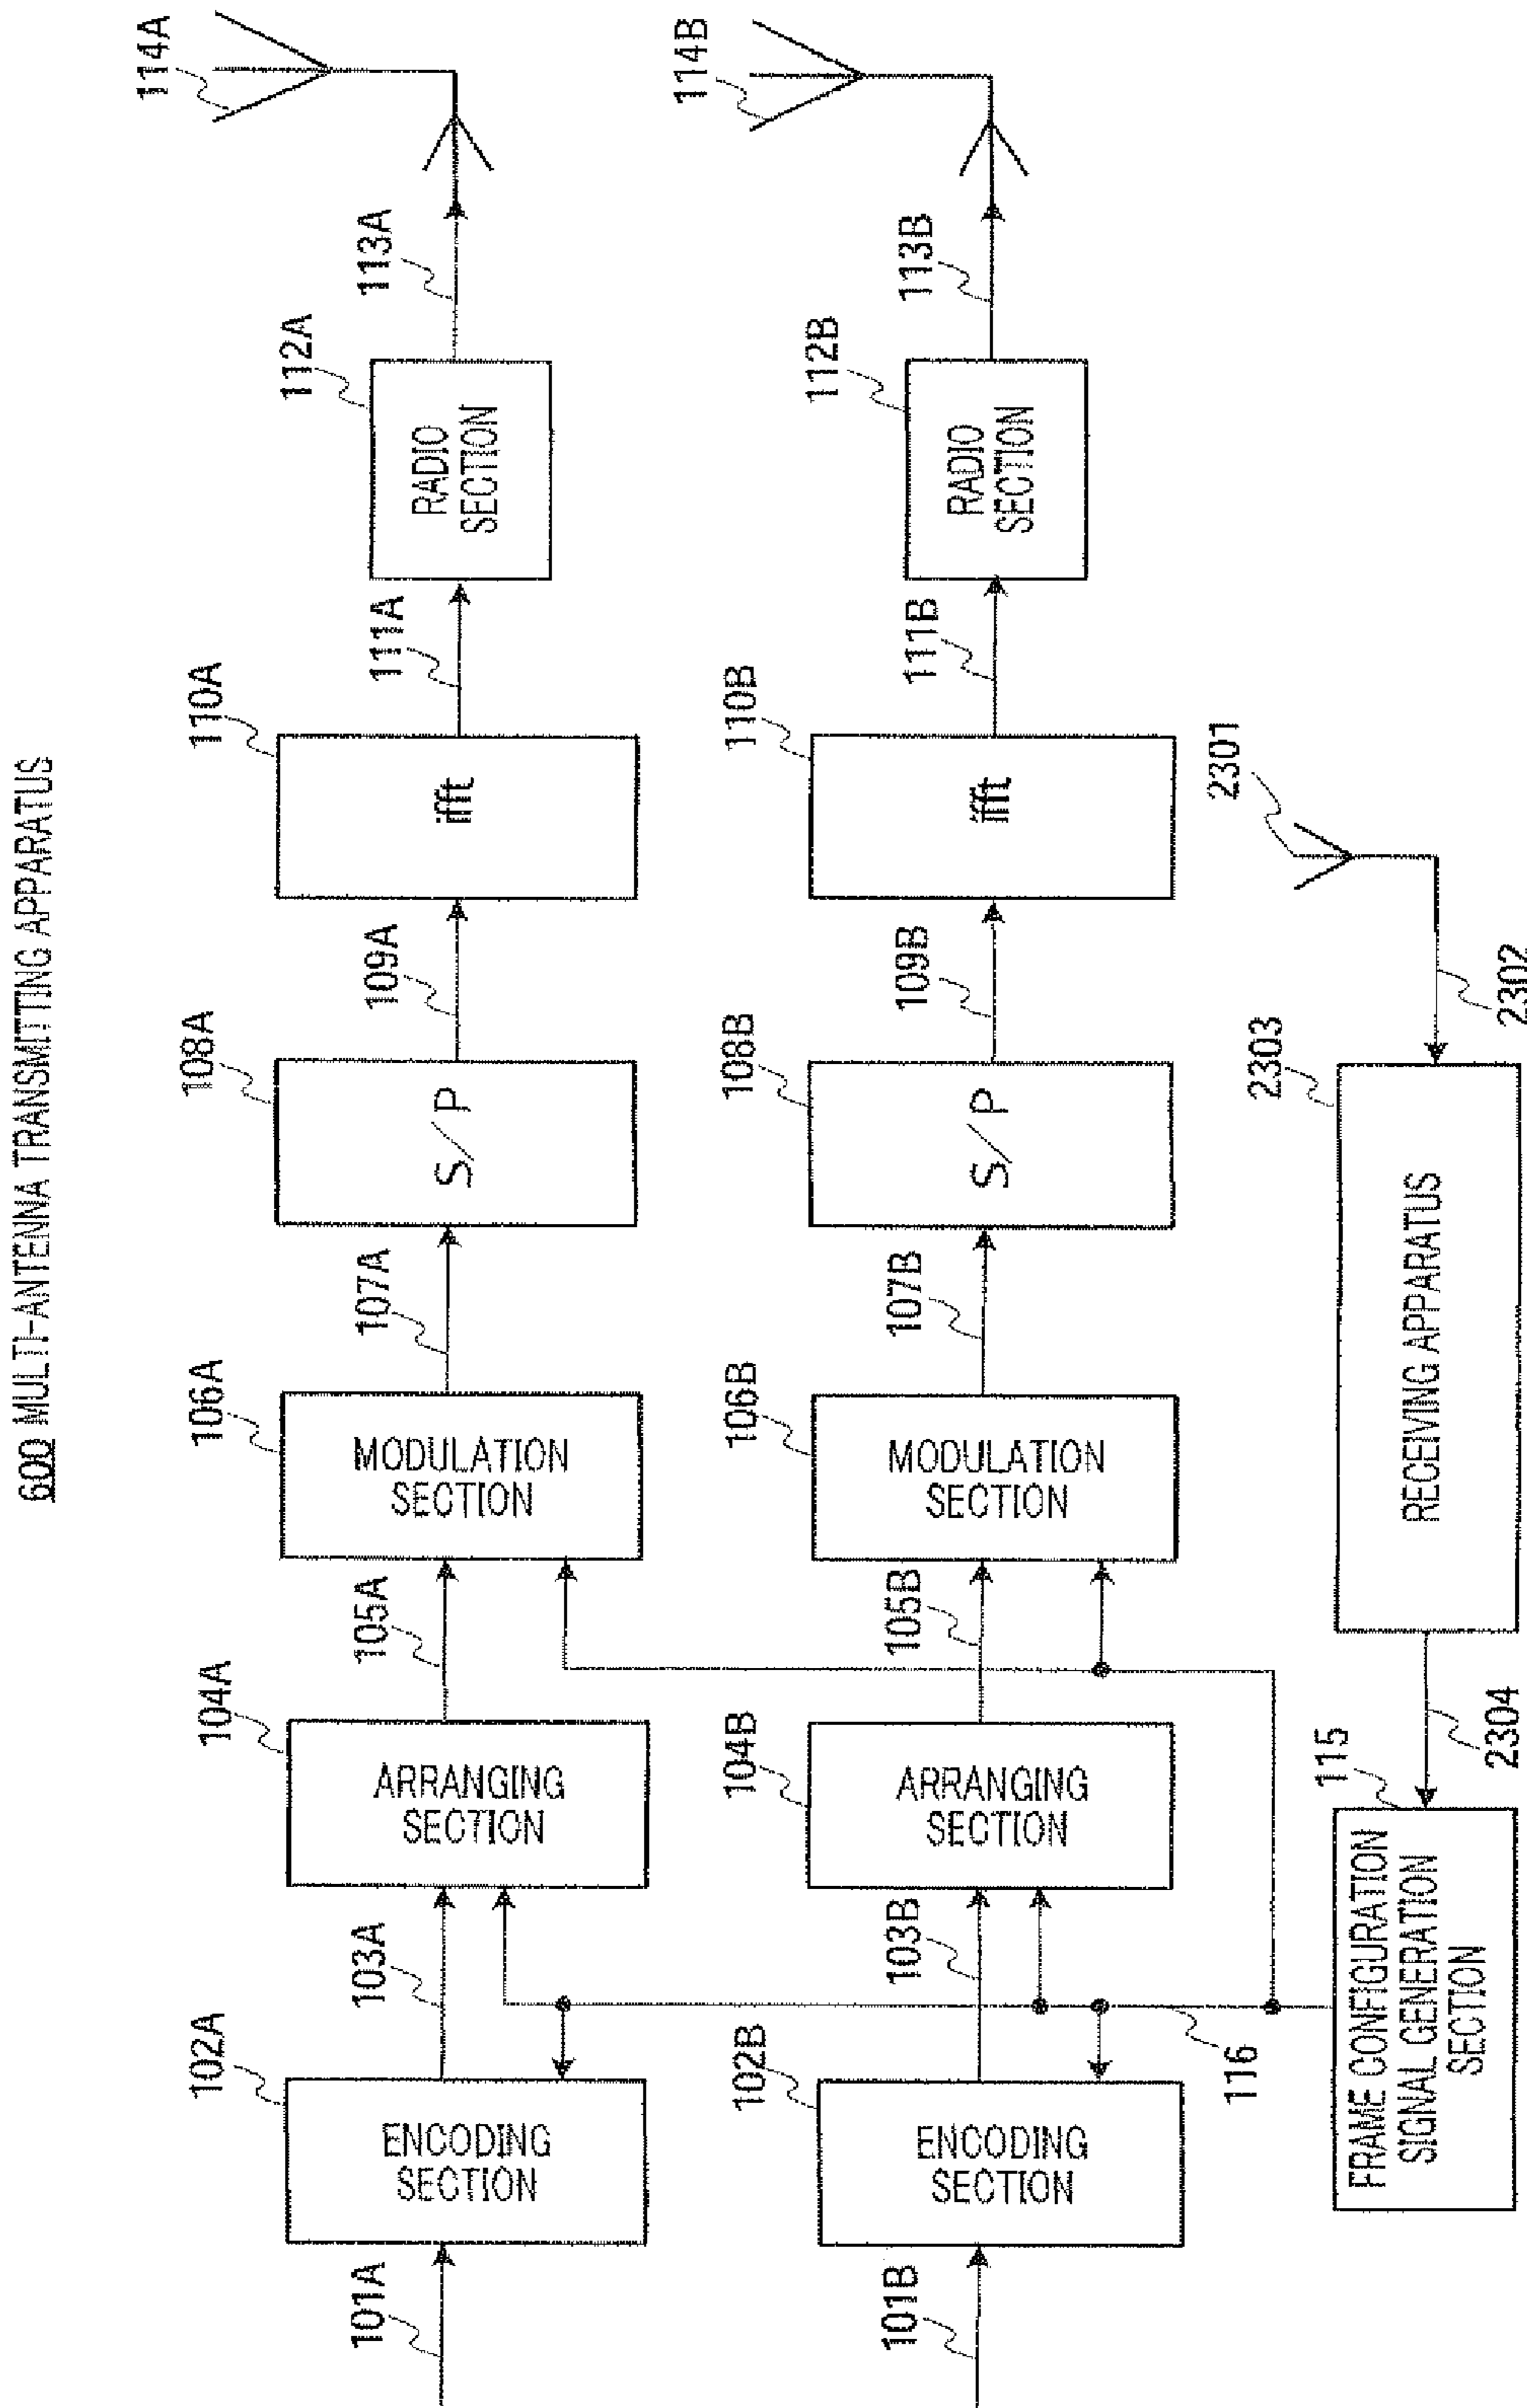 600 MULTI-ANTENNA TRANSMITTING APPARATUS
101A
102A
ENCODING
SECTION
103A
104A
ARRANGING
SECTION
105A
106A
MODULATION
SECTION
107A
108A
S/P
109A
110A
ifft
111A
112A
RADIO
SECTION
113A
114A
101B
102B
ENCODING
SECTION
103B
104B
ARRANGING
SECTION
105B
106B
MODULATION
SECTION
107B
108B
S/P
109B
110B
ifft
111B
112B
RADIO
SECTION
113B
114B
116
115
FRAME CONFIGURATION
SIGNAL GENERATION
SECTION
2304
RECEIVING APPARATUS
2303
2302
2301